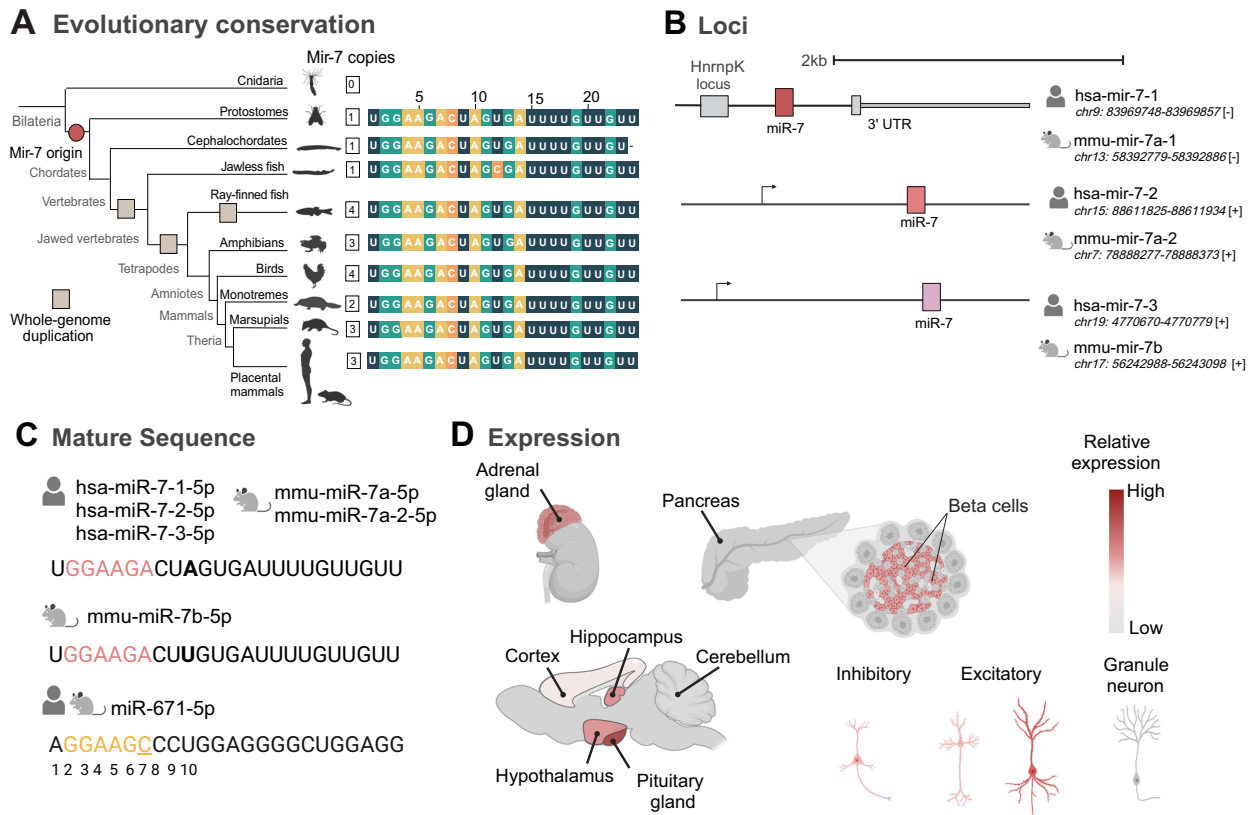 A Evolutionary conservation
Mir-7 copies
5 10 15 20
Cnidaria 0
Bilateria
Protostomes 1 UGGAAGACUAGUGAUUUUGUUGUU
Mir-7 origin
Cephalochordates 1 UGGAAGACUAGUGAUUUUGUUGU-
Chordates
Jawless fish 1 UGGAAGACUAGCGAUUUUGUUGUU
Vertebrates
Ray-finned fish 4 UGGAAGACUAGUGAUUUUGUUGUU
Jawed vertebrates
Amphibians 3 UGGAAGACUAGUGAUUUUGUUGUU
Tetrapodes
Birds 4 UGGAAGACUAGUGAUUUUGUUGUU
Amniotes
Monotremes 2 UGGAAGACUAGUGAUUUUGUUGUU
Mammals
Marsupials 3 UGGAAGACUAGUGAUUUUGUUGUU
Theria
3 UGGAAGACUAGUGAUUUUGUUGUU
Placental
mammals
Whole-genome
duplication
B Loci
2kb
HnrnpK
locus
miR-7
3' UTR
hsa-mir-7-1
chr9: 83969748-83969857 [-]
mmu-mir-7a-1
chr13: 58392779-58392886 [-]
miR-7
hsa-mir-7-2
chr15: 88611825-88611934 [+]
mmu-mir-7a-2
chr7: 78888277-78888373 [+]
miR-7
hsa-mir-7-3
chr19: 4770670-4770779 [+]
mmu-mir-7b
chr17: 56242988-56243098 [+]
C Mature Sequence
hsa-miR-7-1-5p
hsa-miR-7-2-5p
hsa-miR-7-3-5p
mmu-miR-7a-5p
mmu-miR-7a-2-5p
UGGAAGACUAGUGAUUUUGUUGUU
mmu-miR-7b-5p
UGGAAGACUUGUGAUUUUGUUGUU
miR-671-5p
AGGAAGCCCUGGAGGGGCUGGAGG
1 2 3 4 5 6 7 8 9 10
D Expression
Adrenal
gland
Pancreas
Beta cells
Relative
expression
High
Low
Hippocampus
Cortex
Cerebellum
Hypothalamus
Pituitary
gland
Inhibitory
Excitatory
Granule
neuron